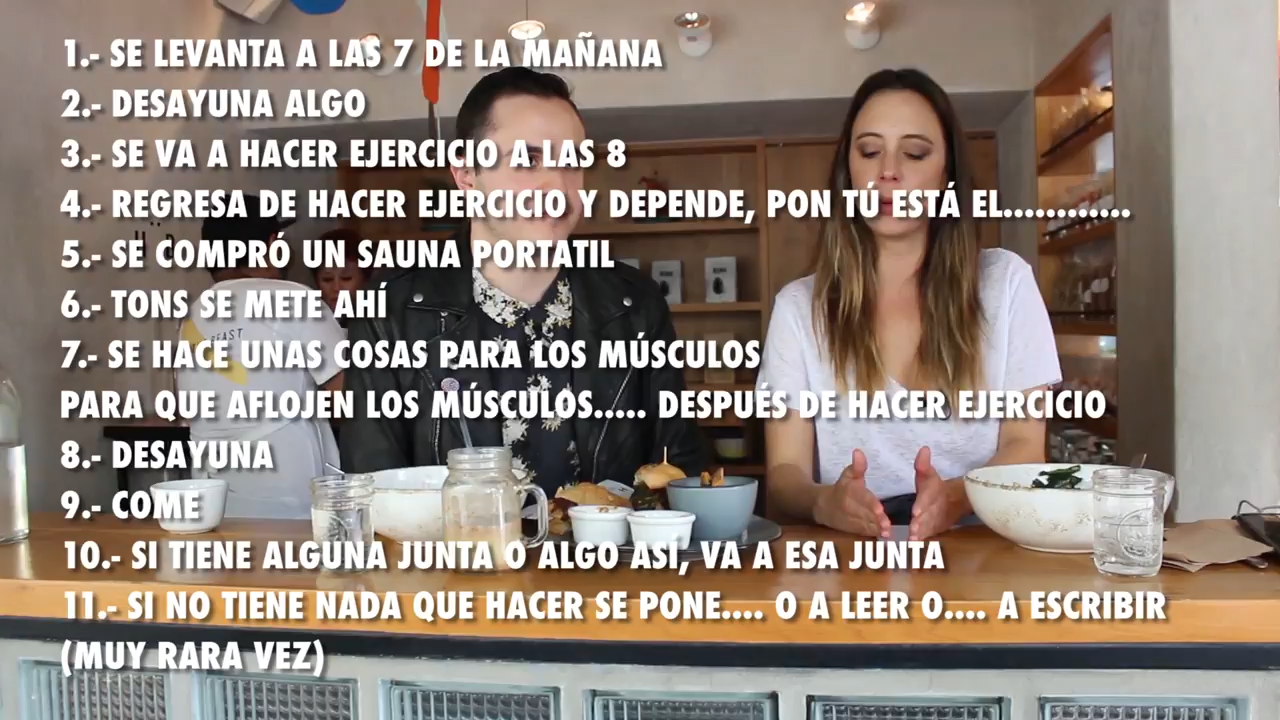 1.- SE LEVANTA A LAS 7 DE LA MAÑANA
2.- DESAYUNA ALGO
3.- SE VA A HACER EJERCICIO A LAS 8
4.- REGRESA DE HACER EJERCICIO Y DEPENDE, PON TÚ ESTÁ EL............
5.- SE COMPRÓ UN SAUNA PORTATIL
6.- TONS SE METE AHÍ
7.- SE HACE UNAS COSAS PARA LOS MÚSCULOS
PARA QUE AFLOJEN LOS MÚSCULOS..... DESPUÉS DE HACER EJERCICIO
8.- DESAYUNA
9.- COME
10.- SI TIENE ALGUNA JUNTA O ALGO ASÍ, VA A ESA JUNTA
11.- SI NO TIENE NADA QUE HACER SE PONE.... O A LEER O.... A ESCRIBIR
(MUY RARA VEZ)